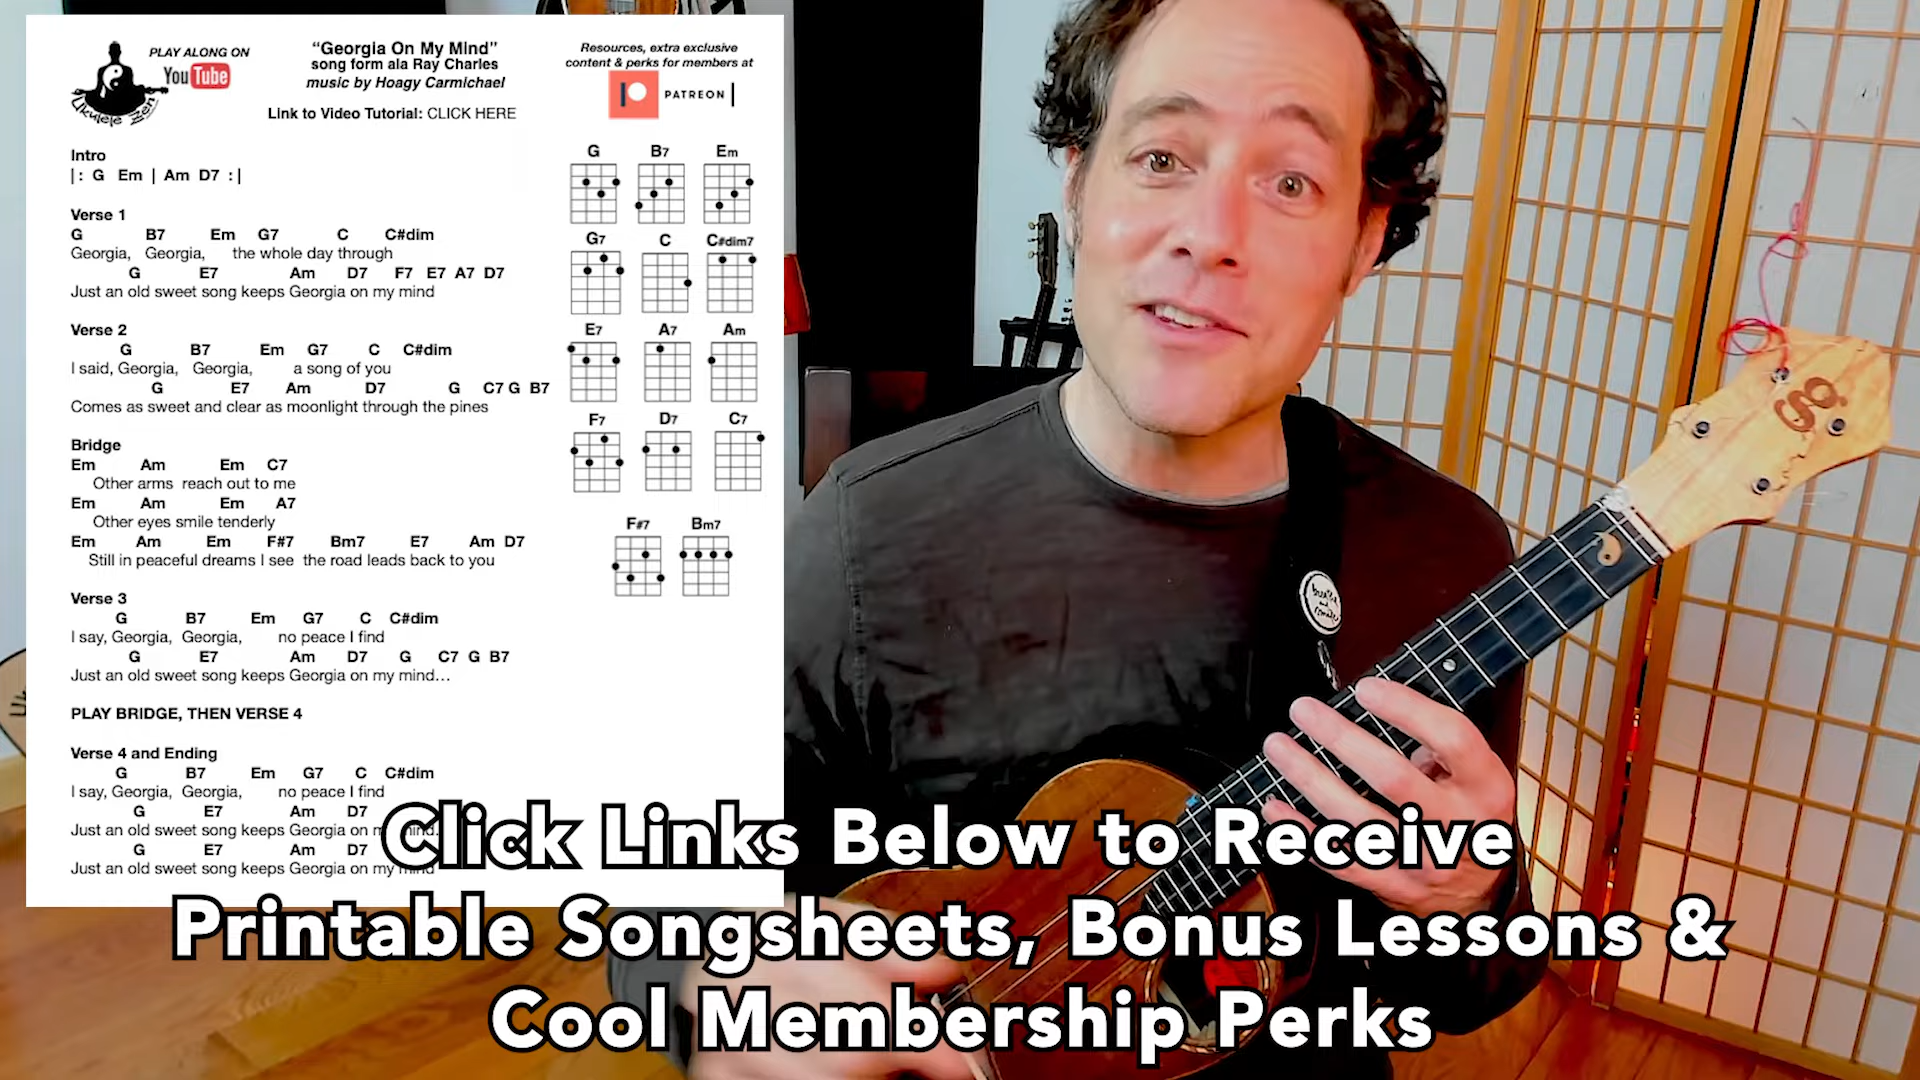 PLAY ALONG ON
YouTube
Ukulele Zen
“Georgia On My Mind”
song form ala Ray Charles
music by Hoagy Carmichael
Link to Video Tutorial: CLICK HERE
Resources, extra exclusive
content & perks for members at
PATREON
Intro
|: G Em | Am D7 :|
Verse 1
G B7 Em G7 C C#dim
Georgia, Georgia, the whole day through
G E7 Am D7 F7 E7 A7 D7
Just an old sweet song keeps Georgia on my mind
Verse 2
G B7 Em G7 C C#dim
I said, Georgia, Georgia, a song of you
G E7 Am D7 G C7 G B7
Comes as sweet and clear as moonlight through the pines
Bridge
Em Am Em C7
Other arms reach out to me
Em Am Em A7
Other eyes smile tenderly
Em Am Em F#7 Bm7 E7 Am D7
Still in peaceful dreams I see the road leads back to you
Verse 3
G B7 Em G7 C C#dim
I say, Georgia, Georgia, no peace I find
G E7 Am D7 G C7 G B7
Just an old sweet song keeps Georgia on my mind…
PLAY BRIDGE, THEN VERSE 4
Verse 4 and Ending
G B7 Em G7 C C#dim
I say, Georgia, Georgia, no peace I find
G E7 Am D7
Just an old sweet song keeps Georgia on mind.
G E7 Am D7
Just an old sweet song keeps Georgia on my mind
G B7 Em
G7 C C#dim7
E7 A7 Am
F7 D7 C7
F#7 Bm7
breathe
and
Click Links Below to Receive
Printable Songsheets, Bonus Lessons &
Cool Membership Perks